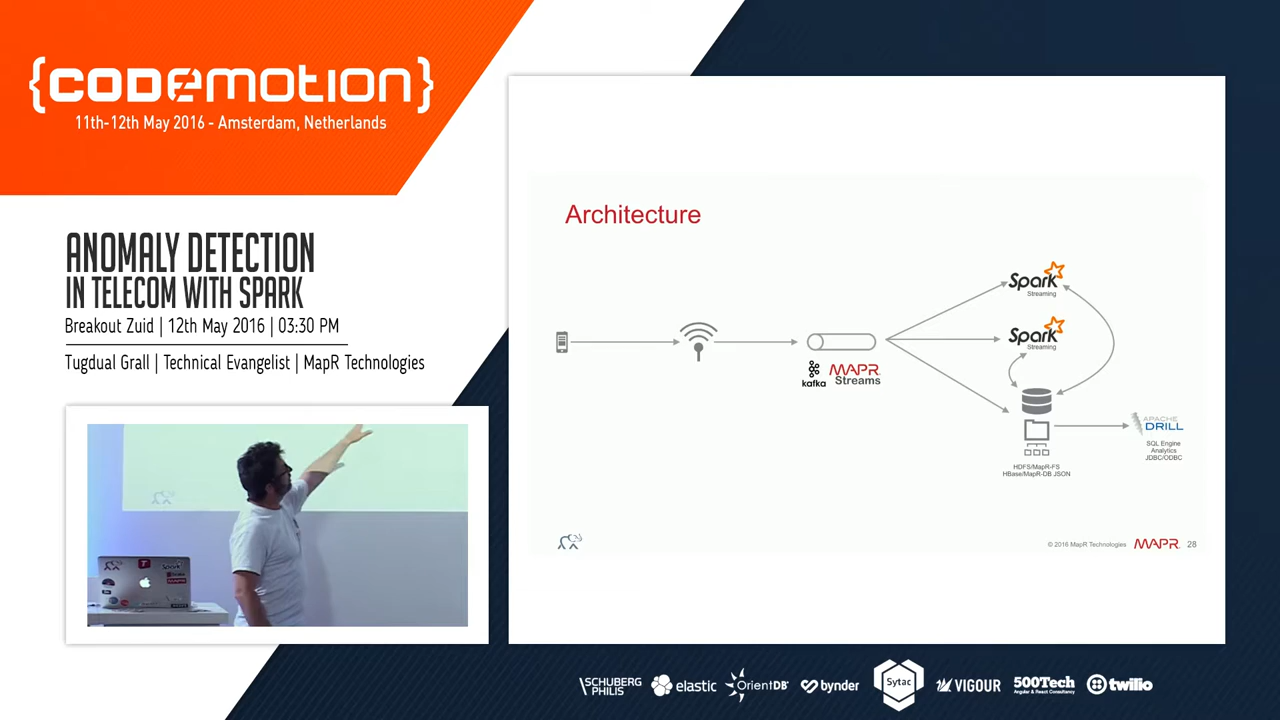 {CODEMOTION}
11th-12th May 2016 - Amsterdam, Netherlands
ANOMALY DETECTION
IN TELECOM WITH SPARK
Breakout Zuid | 12th May 2016 | 03:30 PM
Tugdual Grall | Technical Evangelist | MapR Technologies
Architecture
Spark
Streaming
Spark
Streaming
kafka
MAPR
Streams
APACHE
DRILL
SQL Engine
Analytics
JDBC/ODBC
HDFS/MapR-FS
HBase/MapR-DB JSON
© 2016 MapR Technologies
MAPR
28
SCHUBERG
PHILIS
elastic
OrientDB
bynder
Sytac
VIGOUR
500Tech
Angular & React Consultancy
twilio